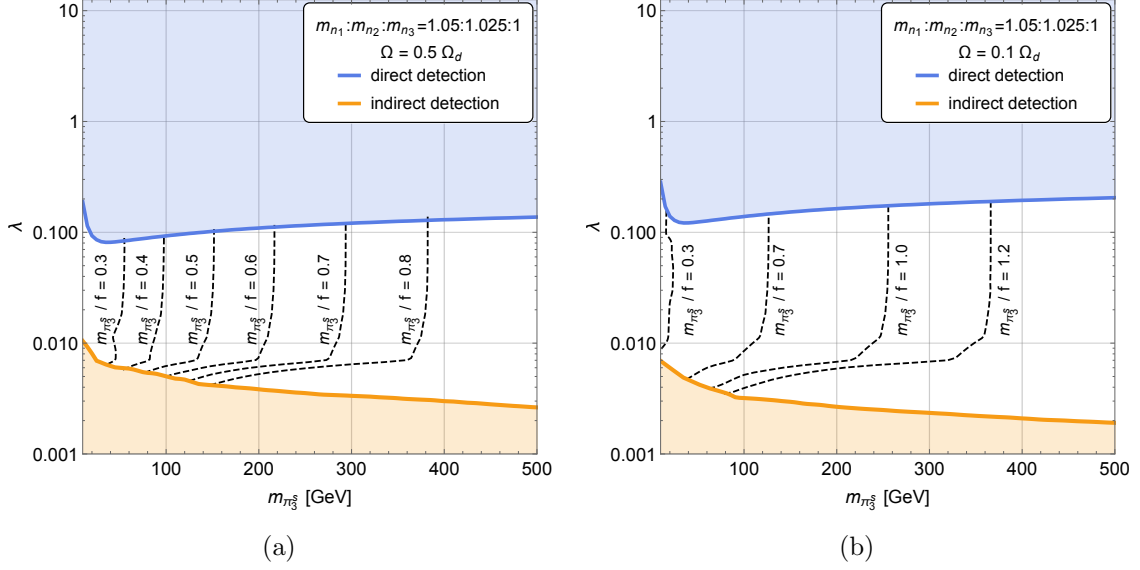 10
1
0.100
0.010
0.001
λ
m_{n_1}:m_{n_2}:m_{n_3}=1.05:1.025:1
Ω = 0.5 Ω_d
direct detection
indirect detection
m_{π_3^s} / f = 0.3
m_{π_3^s} / f = 0.4
m_{π_3^s} / f = 0.5
m_{π_3^s} / f = 0.6
m_{π_3^s} / f = 0.7
m_{π_3^s} / f = 0.8
100 200 300 400 500
m_{π_3^s} [GeV]
(a)
10
1
0.100
0.010
0.001
λ
m_{n_1}:m_{n_2}:m_{n_3}=1.05:1.025:1
Ω = 0.1 Ω_d
direct detection
indirect detection
m_{π_3^s} / f = 0.3
m_{π_3^s} / f = 0.7
m_{π_3^s} / f = 1.0
m_{π_3^s} / f = 1.2
100 200 300 400 500
m_{π_3^s} [GeV]
(b)